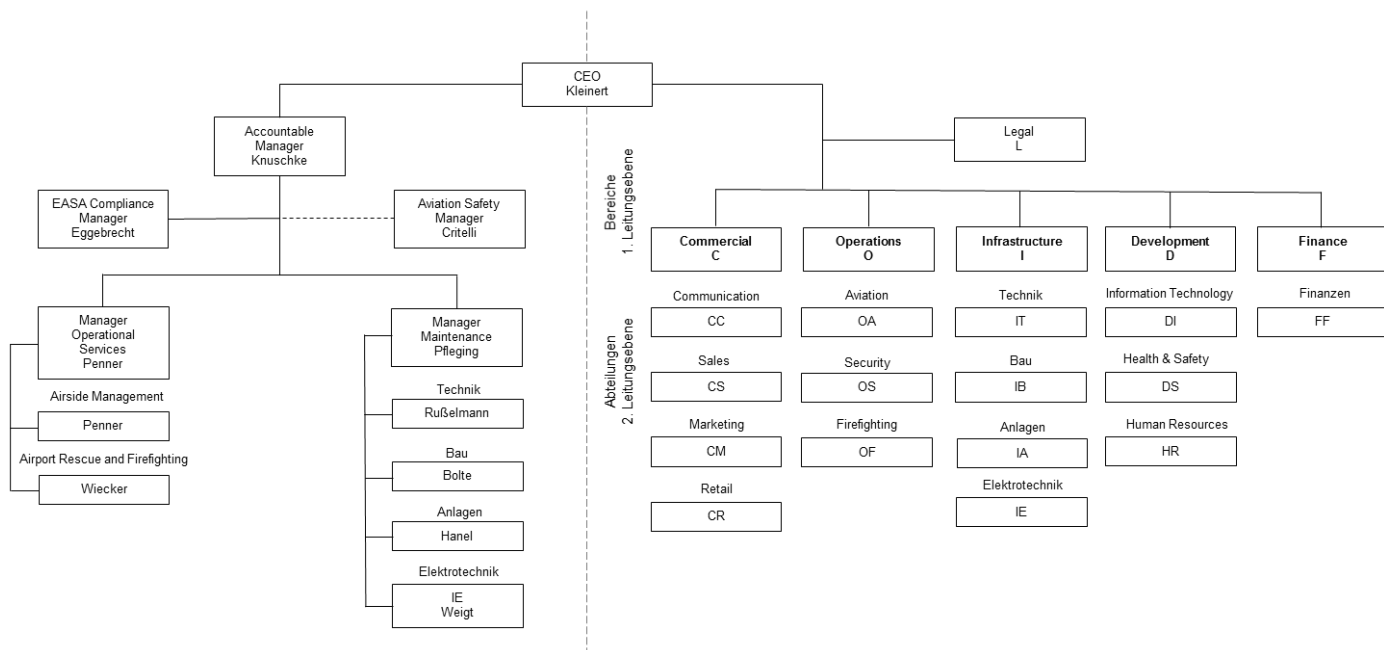 CEO
Kleinert
Accountable
Manager
Knuschke
EASA Compliance
Manager
Eggebrecht
Aviation Safety
Manager
Critelli
Manager
Operational
Services
Penner
Airside Management
Penner
Airport Rescue and Firefighting
Wiecker
Manager
Maintenance
Pfleging
Technik
Rußelmann
Bau
Bolte
Anlagen
Hanel
Elektrotechnik
IE
Weigt
Legal
L
Bereiche
1. Leitungsebene
Abteilungen
2. Leitungsebene
Commercial
C
Communication
CC
Sales
CS
Marketing
CM
Retail
CR
Operations
O
Aviation
OA
Security
OS
Firefighting
OF
Infrastructure
I
Technik
IT
Bau
IB
Anlagen
IA
Elektrotechnik
IE
Development
D
Information Technology
DI
Health & Safety
DS
Human Resources
HR
Finance
F
Finanzen
FF